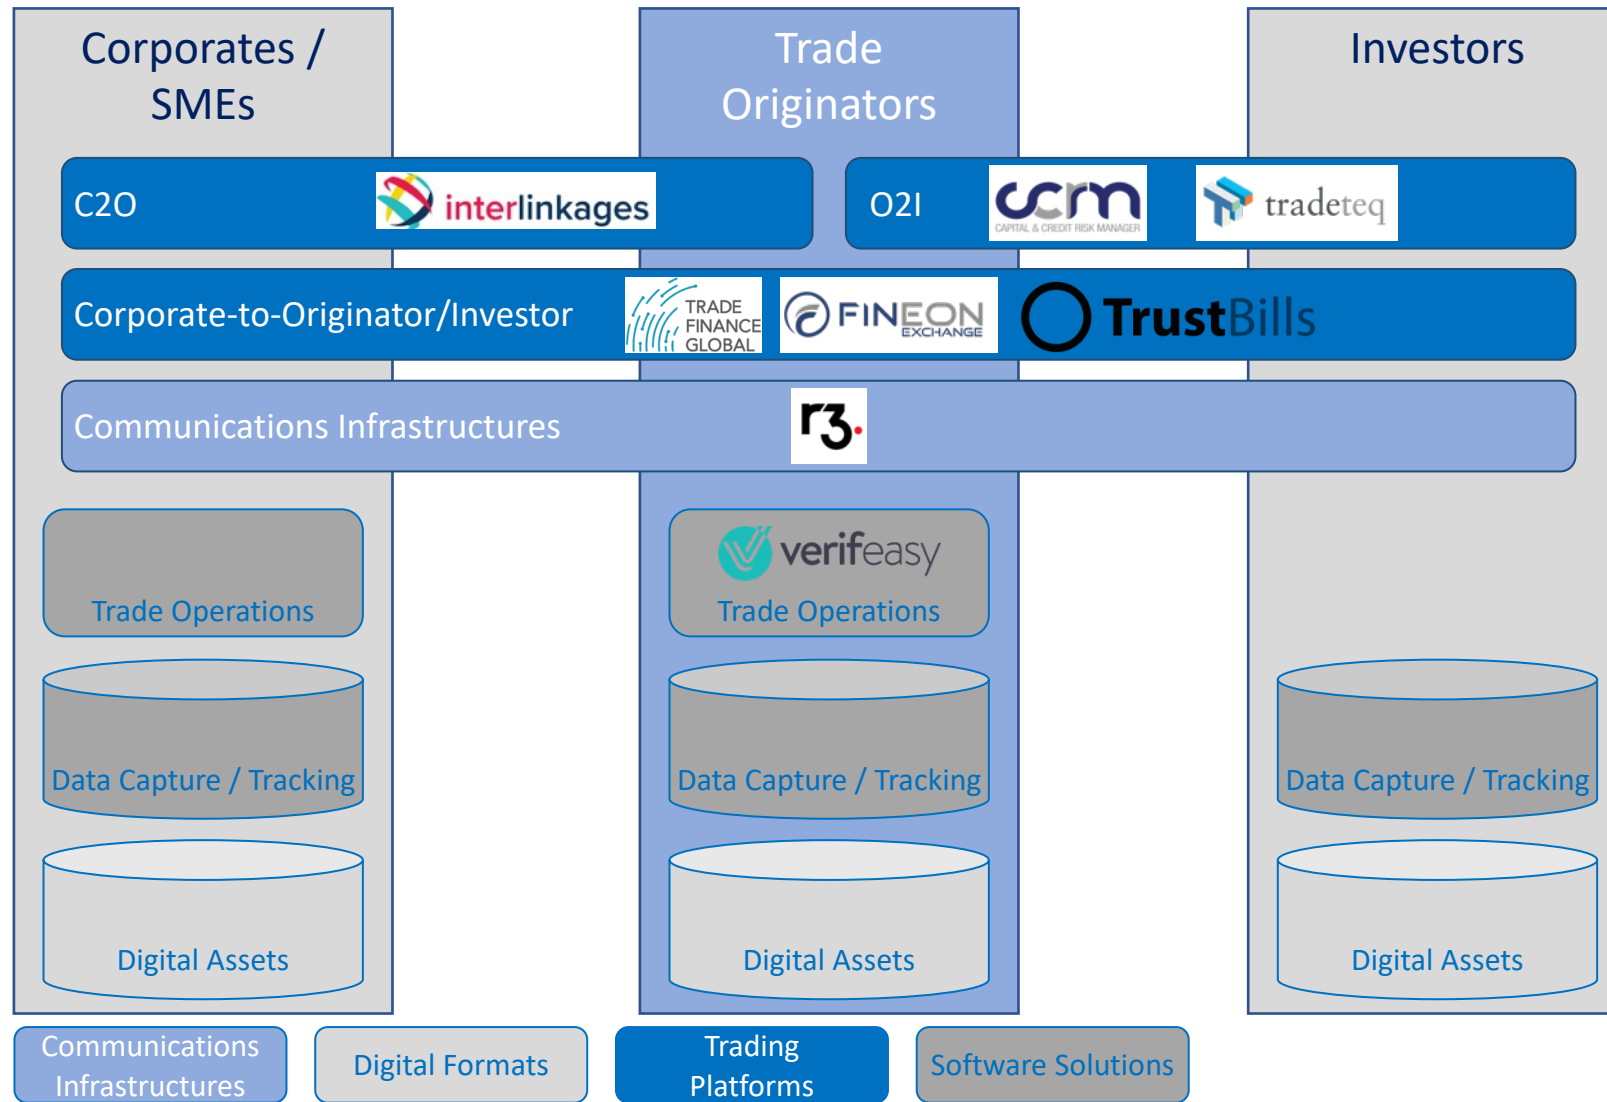 Corporates /
SMEs
Trade
Originators
Investors
C2O
interlinkages
O2I
ccrm
CAPITAL & CREDIT RISK MANAGER
tradeteq
Corporate-to-Originator/Investor
TRADE
FINANCE
GLOBAL
FINEON
EXCHANGE
TrustBills
Communications Infrastructures
r3.
verifeasy
Trade Operations
Trade Operations
Data Capture / Tracking
Data Capture / Tracking
Data Capture / Tracking
Digital Assets
Digital Assets
Digital Assets
Communications
Infrastructures
Digital Formats
Trading
Platforms
Software Solutions